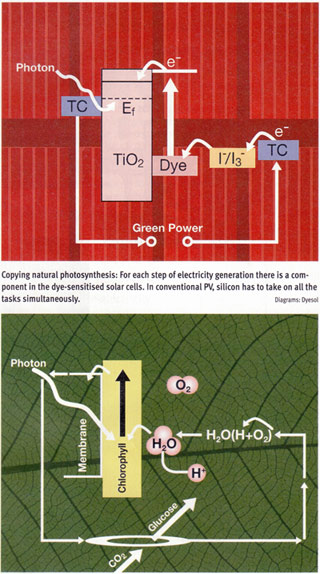 Photon
e⁻
TC
E_f
TiO₂
Dye
I⁻/I₃⁻
e⁻
TC
Green Power
Copying natural photosynthesis: For each step of electricity generation there is a com-
ponent in the dye-sensitised solar cells. In conventional PV, silicon has to take on all the
tasks simultaneously.
Diagrams: Dyesol
Photon
Membrane
Chlorophyll
O₂
H₂O
H₂O(H+O₂)
H⁺
Glucose
CO₂